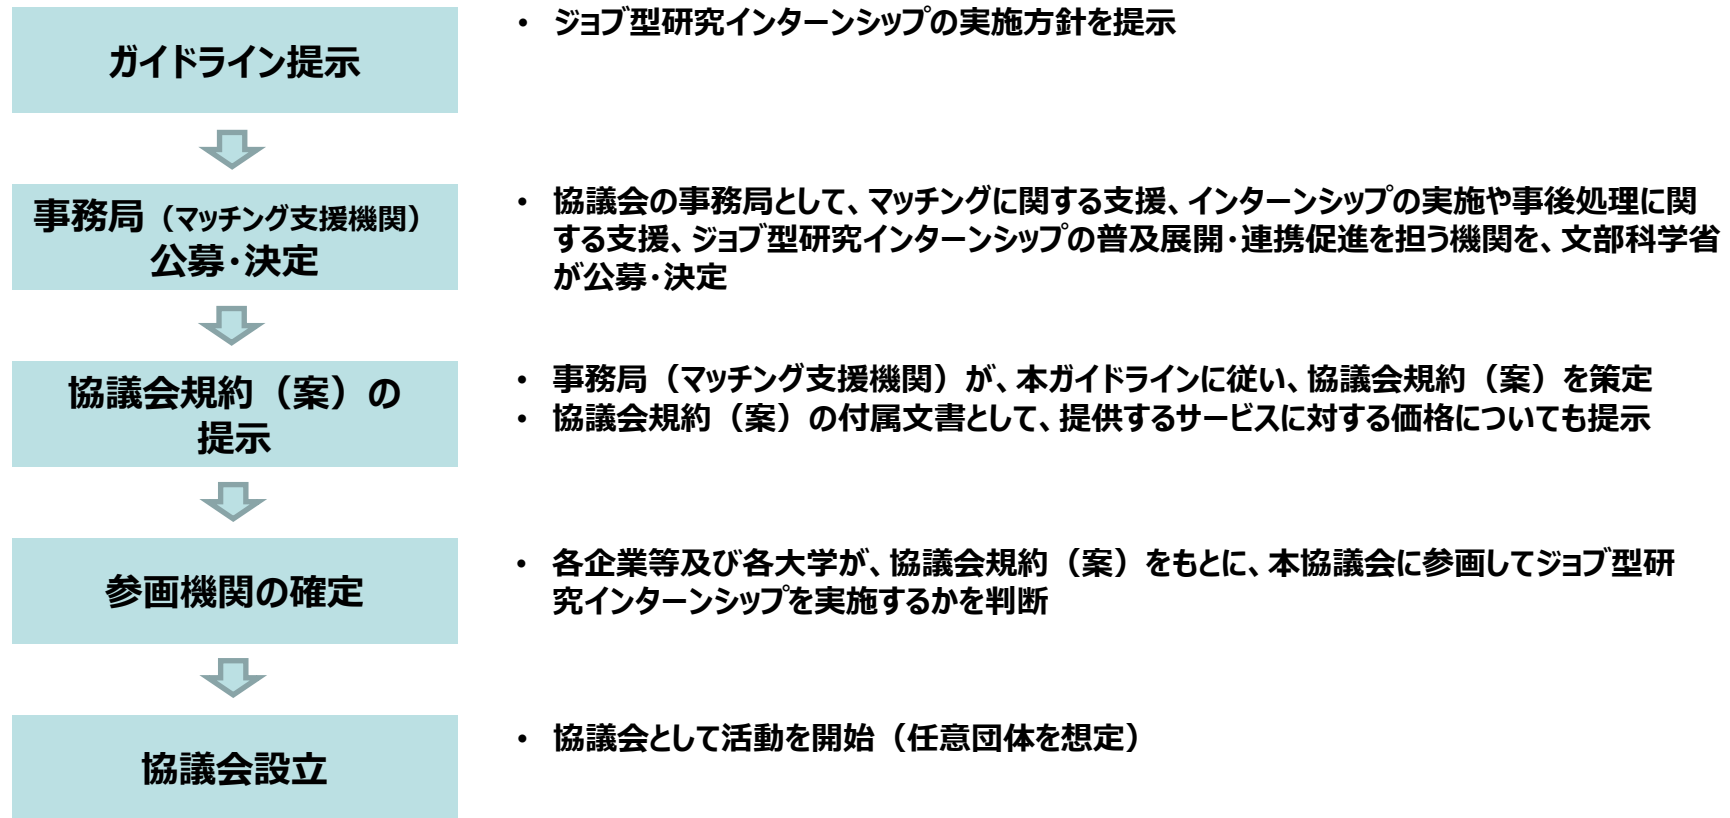 ガイドライン提示
・ ジョブ型研究インターンシップの実施方針を提示
事務局（マッチング支援機関）
公募・決定
・ 協議会の事務局として、マッチングに関する支援、インターンシップの実施や事後処理に関
する支援、ジョブ型研究インターンシップの普及展開・連携促進を担う機関を、文部科学省
が公募・決定
協議会規約（案）の
提示
・ 事務局（マッチング支援機関）が、本ガイドラインに従い、協議会規約（案）を策定
・ 協議会規約（案）の付属文書として、提供するサービスに対する価格についても提示
参画機関の確定
・ 各企業等及び各大学が、協議会規約（案）をもとに、本協議会に参画してジョブ型研
究インターンシップを実施するかを判断
協議会設立
・ 協議会として活動を開始（任意団体を想定）